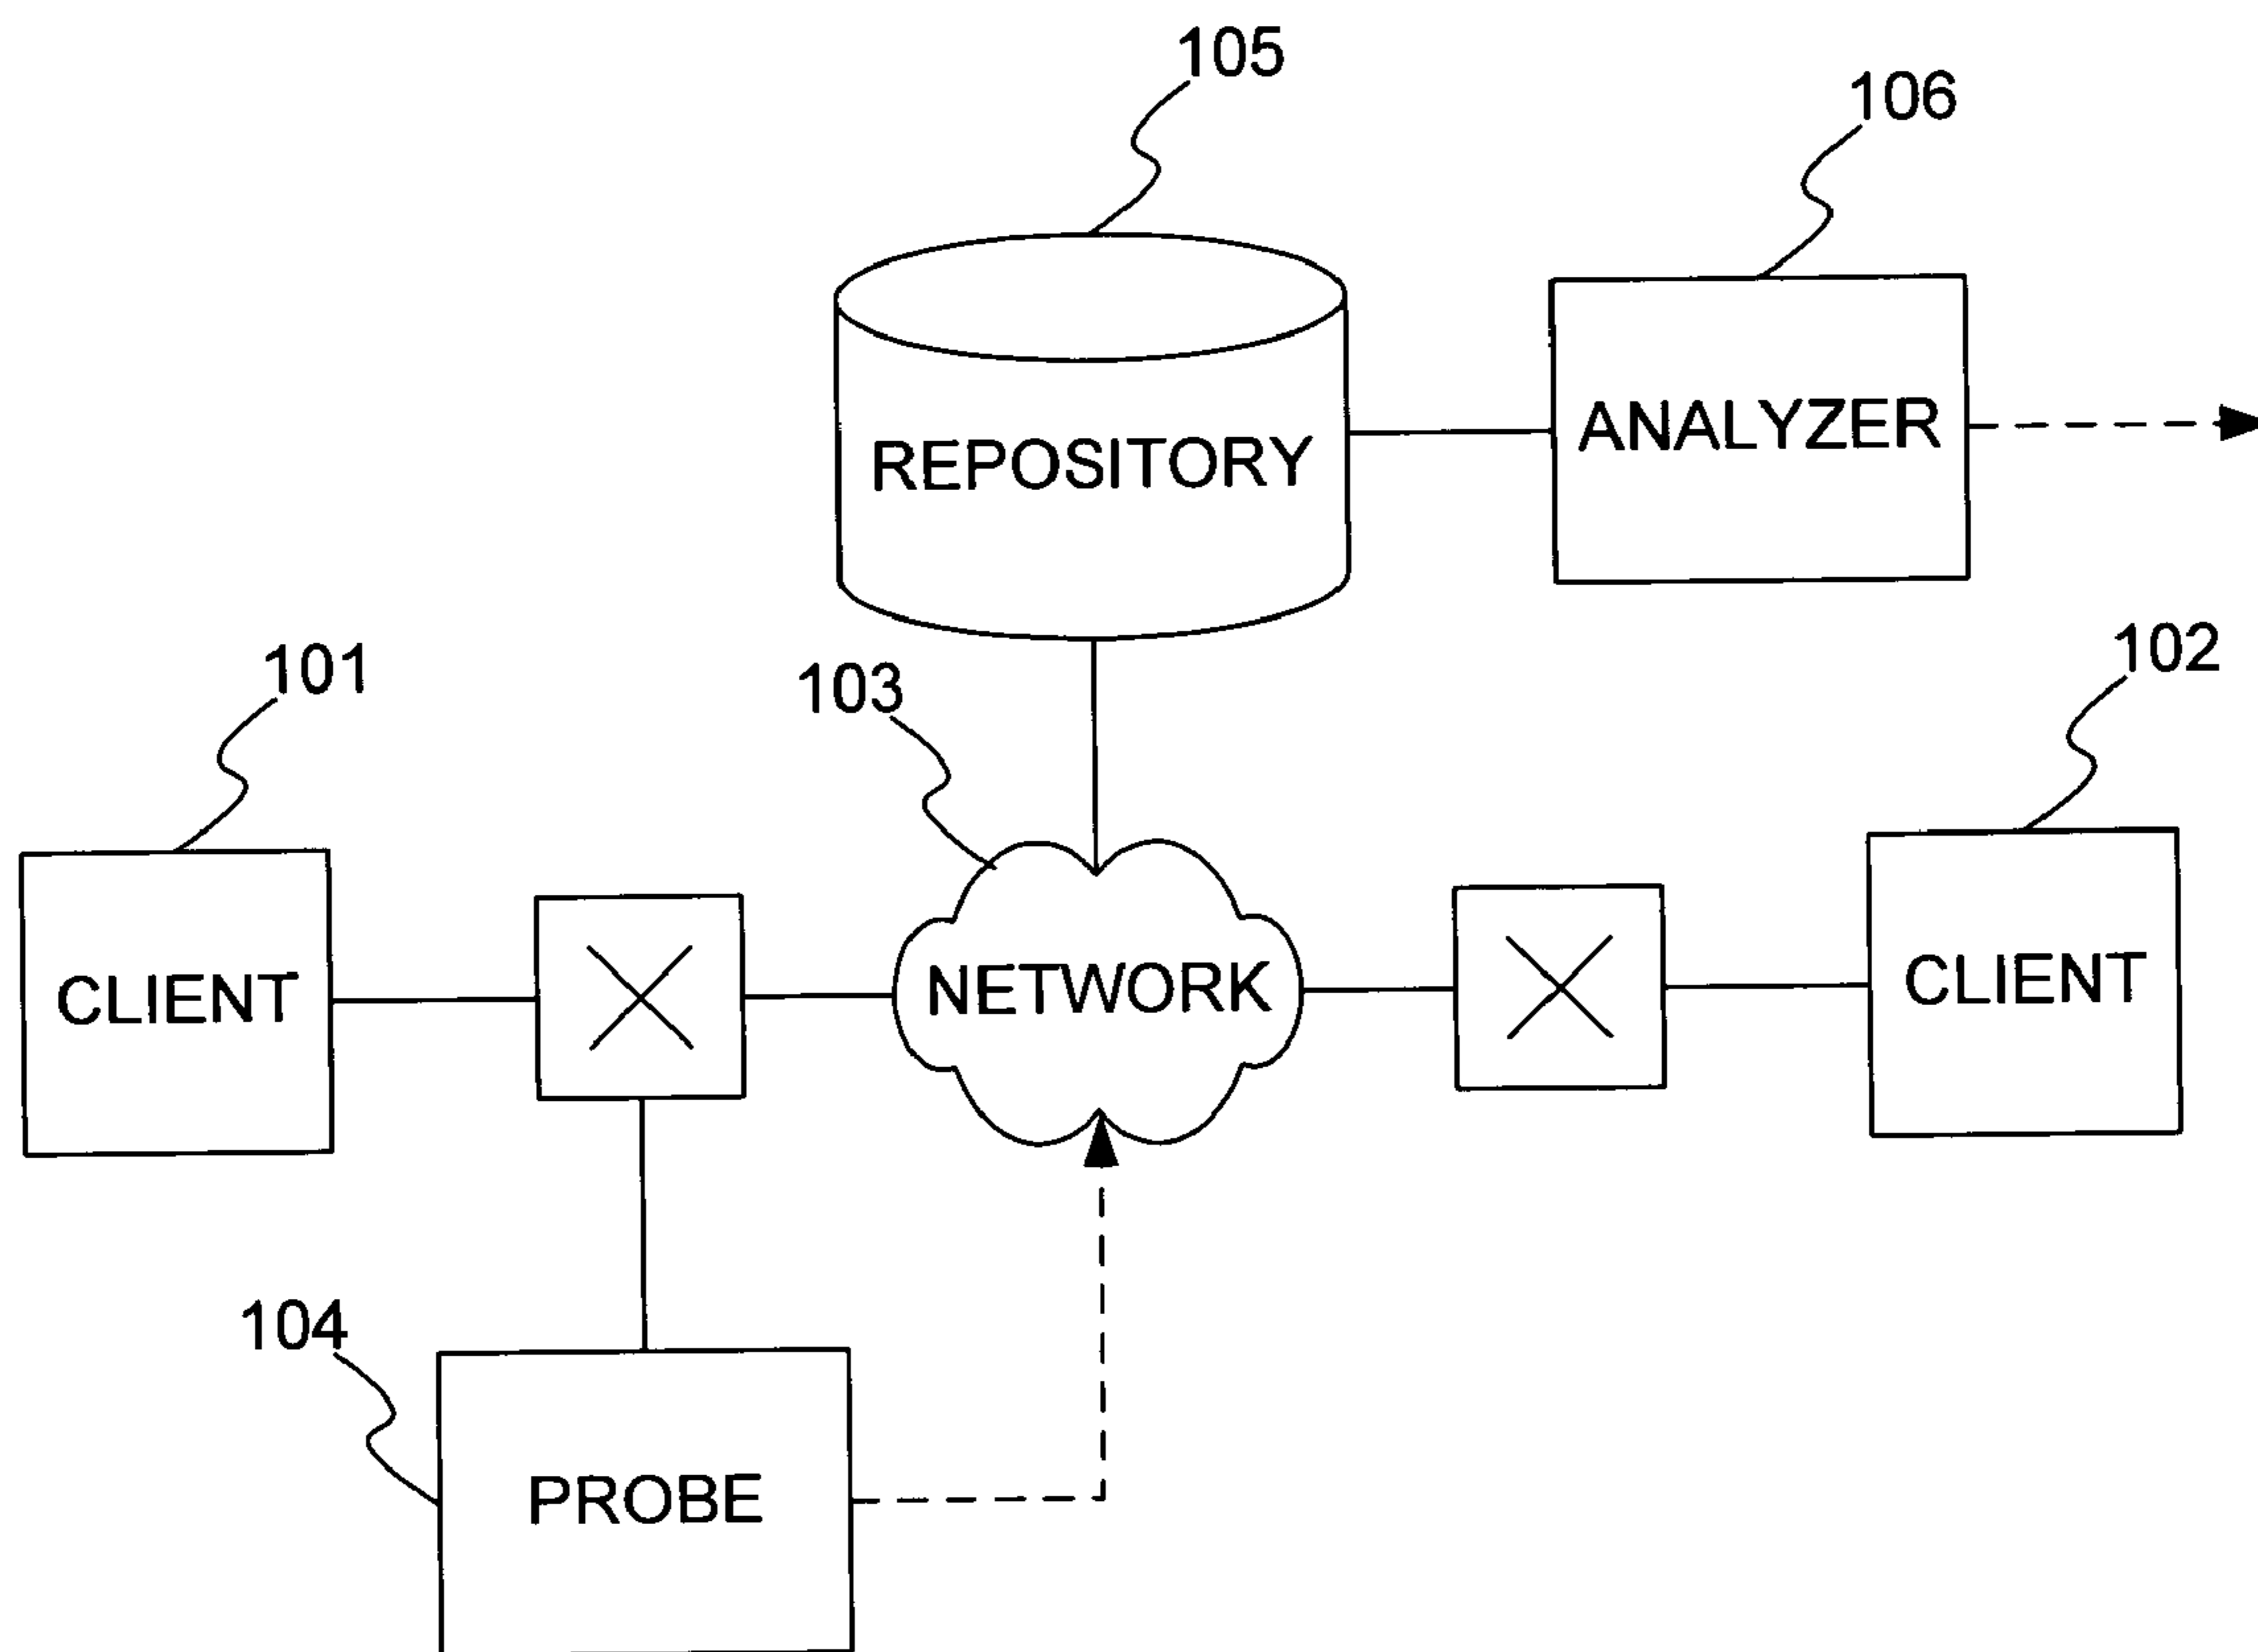 105
106
REPOSITORY
ANALYZER
101
103
102
CLIENT
NETWORK
CLIENT
104
PROBE